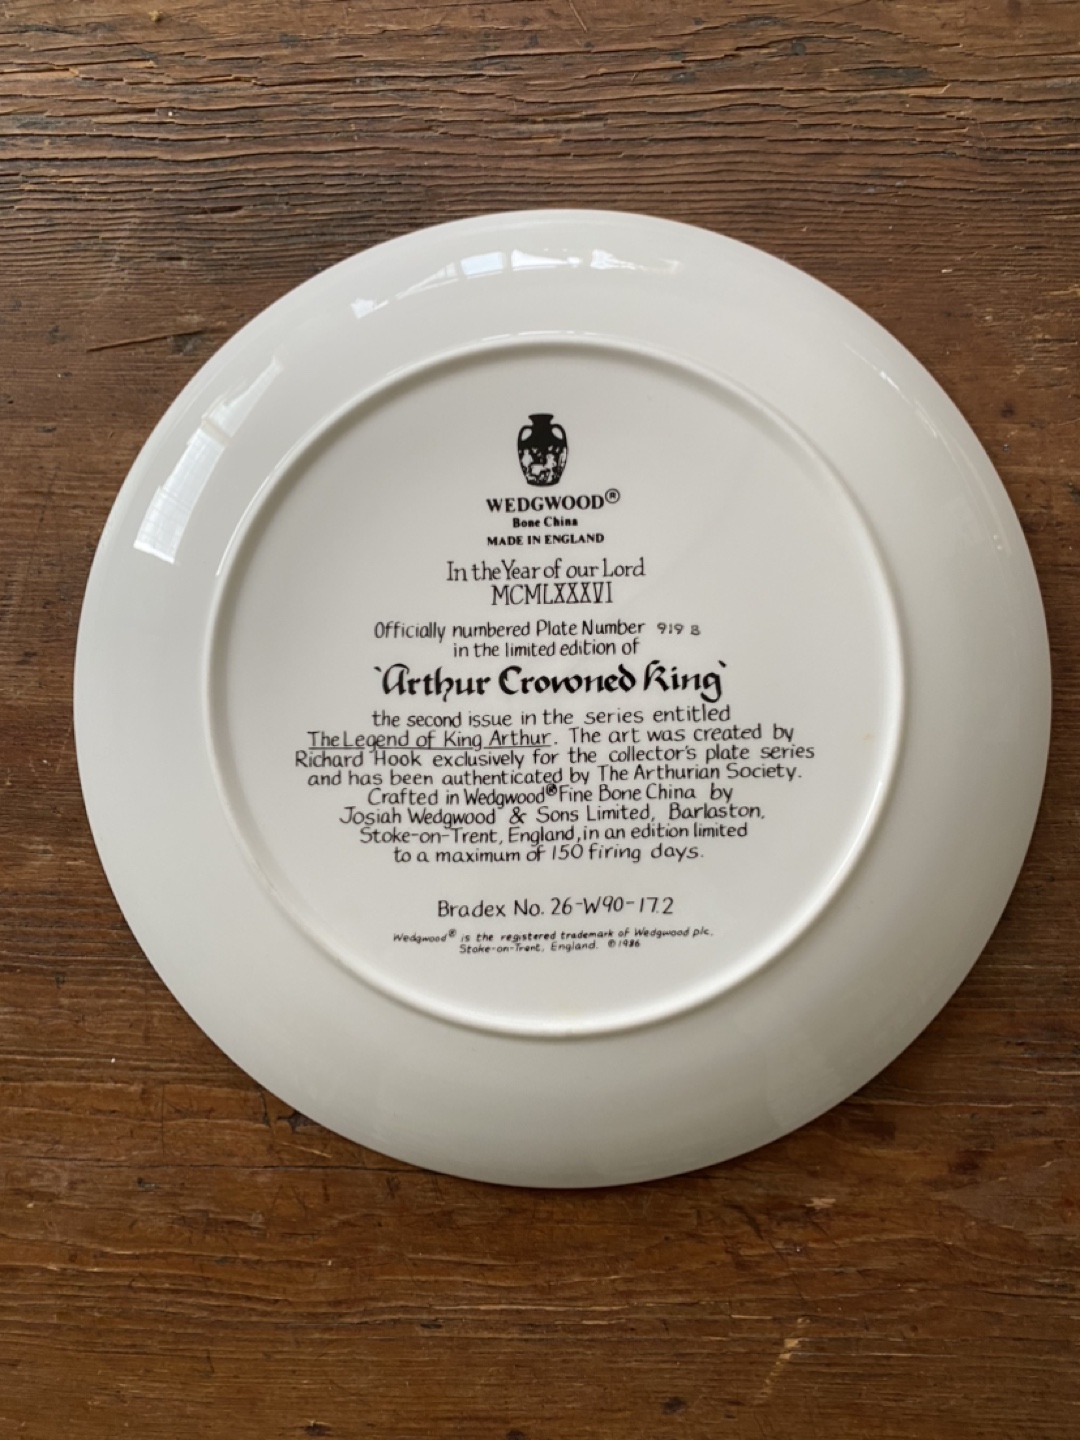 WEDGWOOD®
Bone China
MADE IN ENGLAND
In the Year of our Lord
MCMLXXXVI
Officially numbered Plate Number 919 B
in the limited edition of
`Arthur Crowned King`
the second issue in the series entitled
The Legend of King Arthur. The art was created by
Richard Hook exclusively for the collector's plate series
and has been authenticated by The Arthurian Society.
Crafted in Wedgwood® Fine Bone China by
Josiah Wedgwood & Sons Limited, Barlaston,
Stoke-on-Trent, England, in an edition limited
to a maximum of 150 firing days.
Bradex No. 26-W90-17.2
Wedgwood® is the registered trademark of Wedgwood plc.
Stoke-on-Trent, England. ©1986